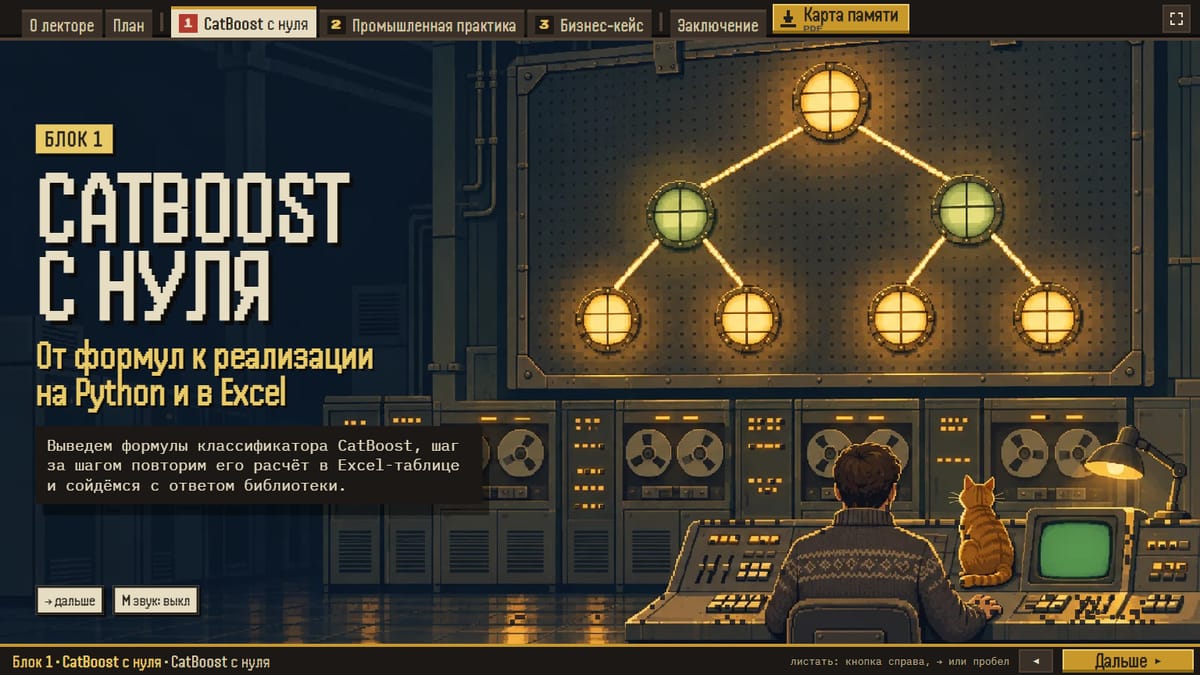 О лекторе
План
1 CatBoost с нуля
2 Промышленная практика
3 Бизнес-кейс
Заключение
Карта памяти
PDF
БЛОК 1
CATBOOST
С НУЛЯ
От формул к реализации
на Python и в Excel
Выведем формулы классификатора CatBoost, шаг
за шагом повторим его расчёт в Excel-таблице
и сойдёмся с ответом библиотеки.
→ дальше
M звук: выкл
Блок 1 · CatBoost с нуля · CatBoost с нуля
листать: кнопка справа, → или пробел
◂
Дальше ▸